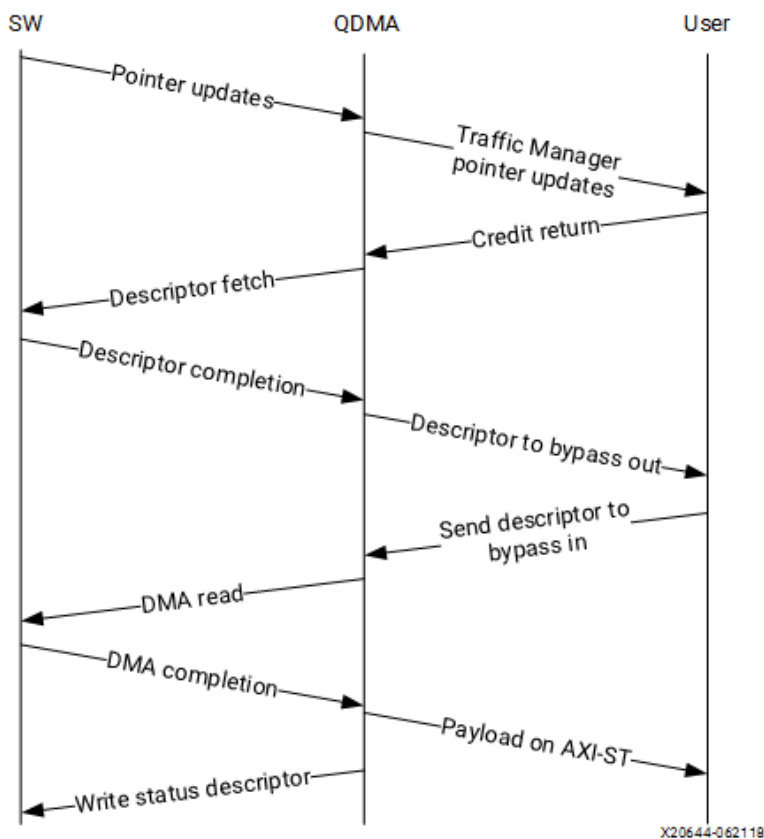 SW
QDMA
User
Pointer updates
Traffic Manager
pointer updates
Credit return
Descriptor fetch
Descriptor completion
Descriptor to bypass out
Send descriptor to
bypass in
DMA read
DMA completion
Payload on AXI-ST
Write status descriptor
X20644-062118